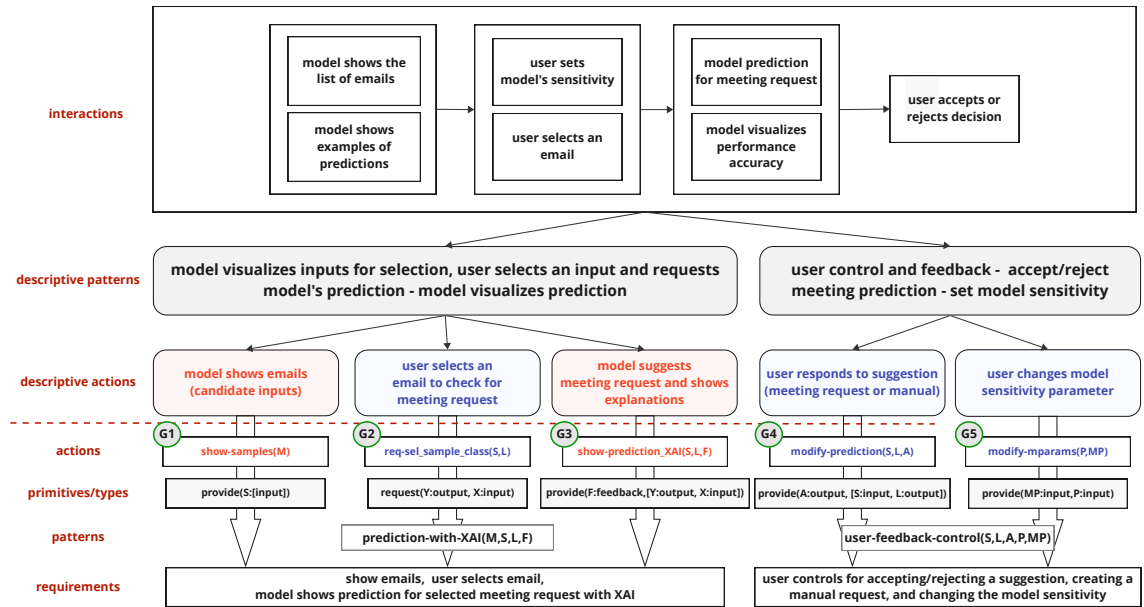 interactions
model shows the
list of emails
model shows
examples of
predictions
user sets
model's sensitivity
user selects an
email
model prediction
for meeting request
model visualizes
performance
accuracy
user accepts or
rejects decision
descriptive patterns
model visualizes inputs for selection, user selects an input and requests
model's prediction - model visualizes prediction
user control and feedback - accept/reject
meeting prediction - set model sensitivity
descriptive actions
model shows emails
(candidate inputs)
user selects an
email to check for
meeting request
model suggests
meeting request and shows
explanations
user responds to suggestion
(meeting request or manual)
user changes model
sensitivity parameter
actions
G1
show-samples(M)
G2
req-sel_sample_class(S,L)
G3
show-prediction_XAI(S,L,F)
G4
modify-prediction(S,L,A)
G5
modify-mparams(P,MP)
primitives/types
provide(S:[input])
request(Y:output, X:input)
provide(F:feedback,[Y:output, X:input])
provide(A:output, [S:input, L:output])
provide(MP:input,P:input)
patterns
prediction-with-XAI(M,S,L,F)
user-feedback-control(S,L,A,P,MP)
requirements
show emails, user selects email,
model shows prediction for selected meeting request with XAI
user controls for accepting/rejecting a suggestion, creating a
manual request, and changing the model sensitivity